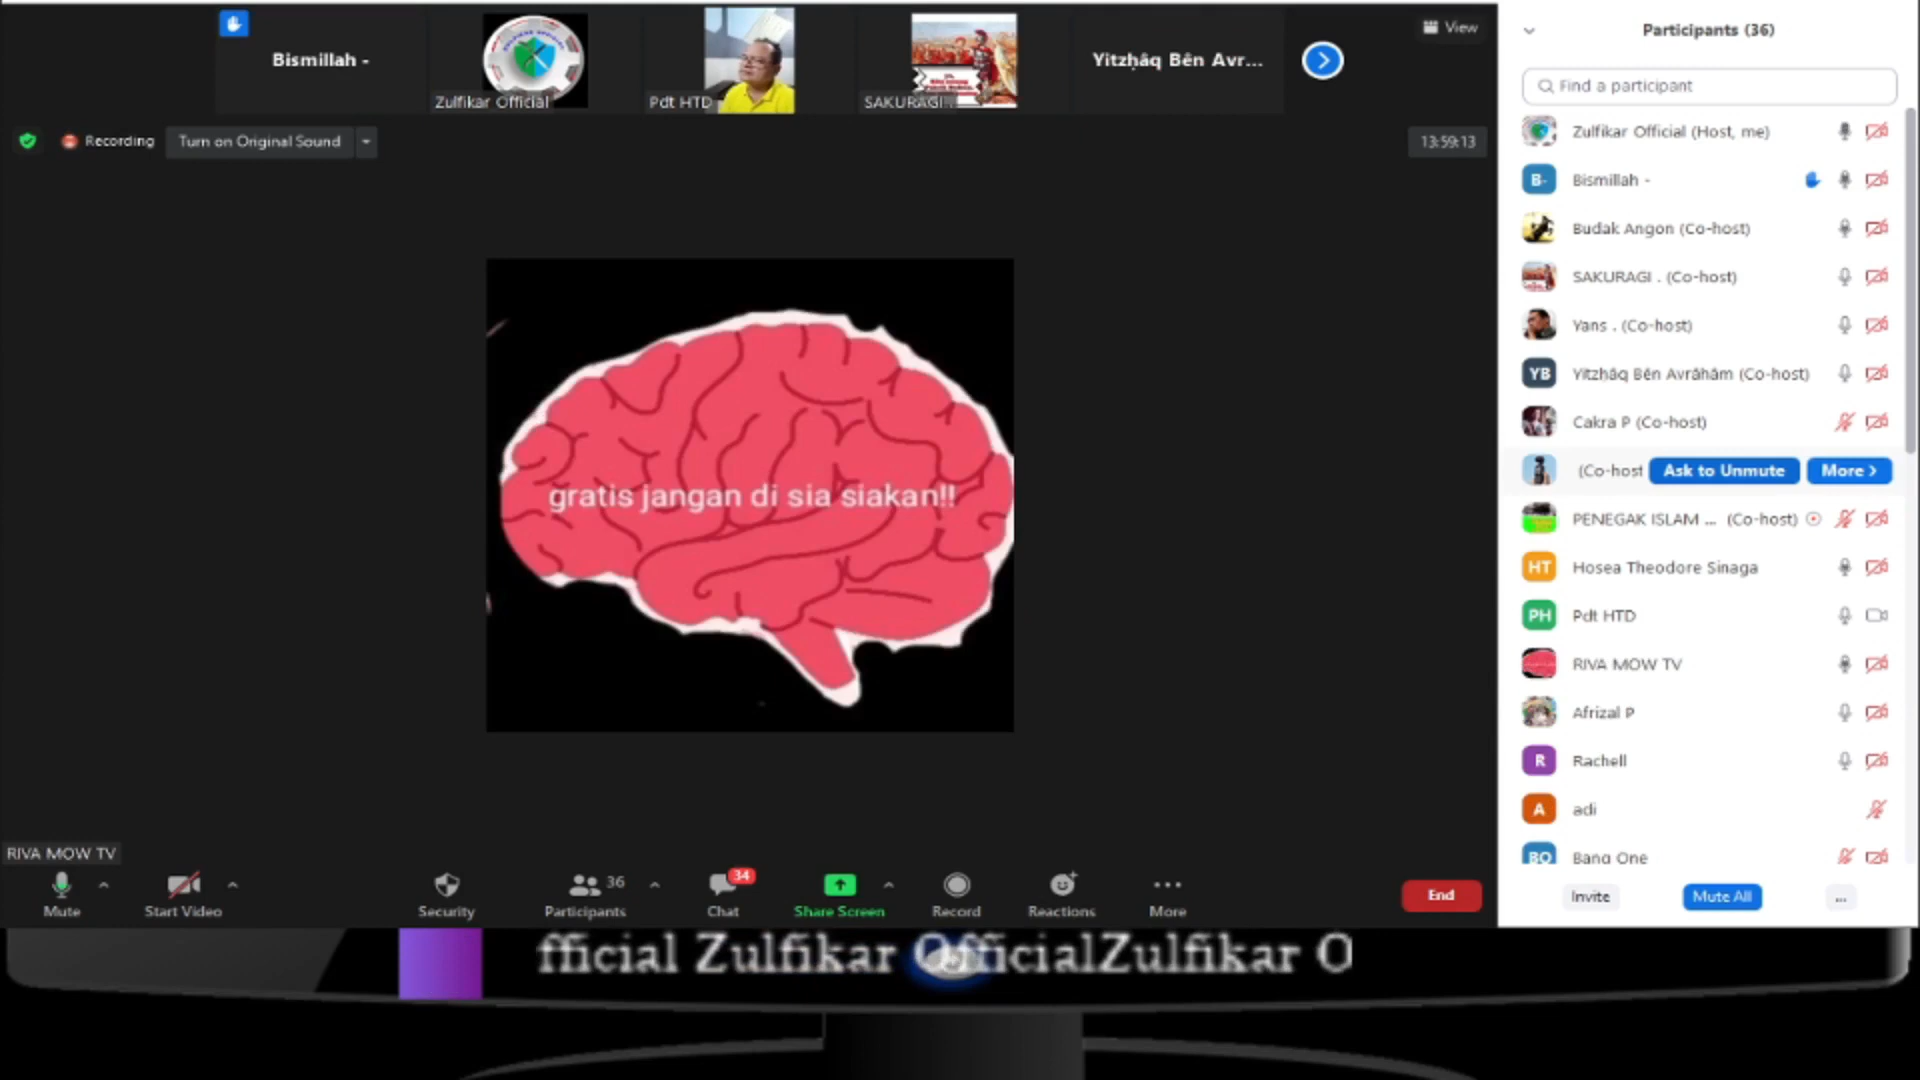 Bismillah -
Zulfikar Official
Pdt HTD
SAKURAGI...
Yitzḥâq Bên Avr...
View
Recording
Turn on Original Sound
13:59:13
gratis jangan di sia siakan!!
RIVA MOW TV
Mute
Start Video
Security
36
Participants
34
Chat
Share Screen
Record
Reactions
More
End
Participants (36)
Find a participant
Zulfikar Official (Host, me)
B-
Bismillah -
Budak Angon (Co-host)
SAKURAGI . (Co-host)
Yans . (Co-host)
YB
Yitzḥâq Bên Avrâhâm (Co-host)
Cakra P (Co-host)
(Co-host
Ask to Unmute
More >
PENEGAK ISLAM ... (Co-host)
HT
Hosea Theodore Sinaga
PH
Pdt HTD
RIVA MOW TV
Afrizal P
R
Rachell
A
adi
BO
Bang One
Invite
Mute All
...
fficial Zulfikar OfficialZulfikar O